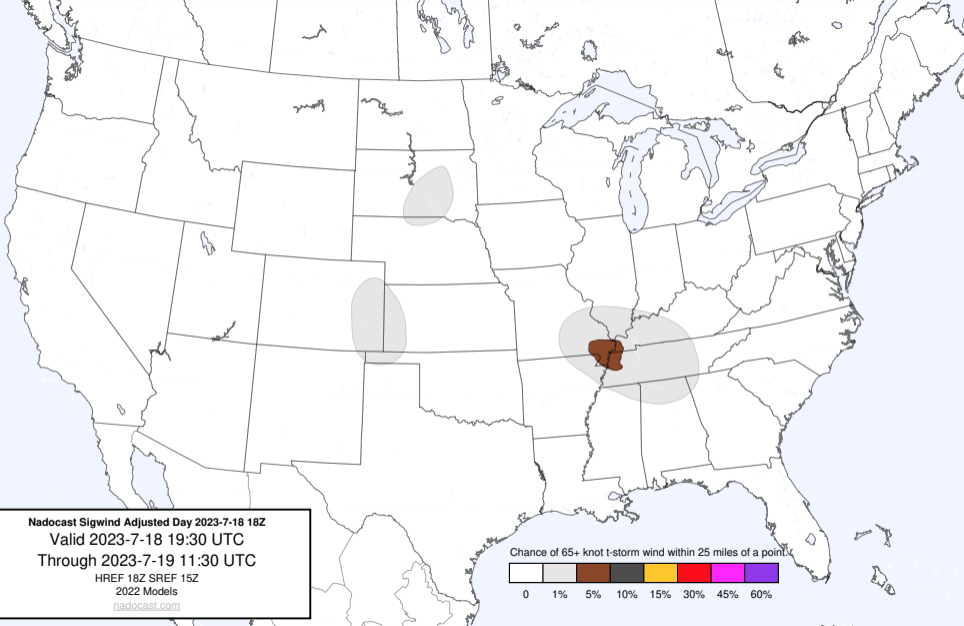 Nadocast Sigwind Adjusted Day 2023-7-18 18Z
Valid 2023-7-18 19:30 UTC
Through 2023-7-19 11:30 UTC
HREF 18Z SREF 15Z
2022 Models
nadocast.com
Chance of 65+ knot t-storm wind within 25 miles of a point.
0 1% 5% 10% 15% 30% 45% 60%